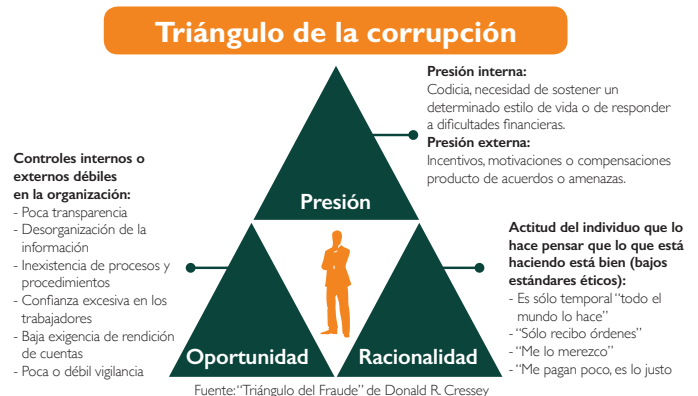 Triángulo de la corrupción
Presión interna:
Codicia, necesidad de sostener un
determinado estilo de vida o de responder
a dificultades financieras.
Presión externa:
Incentivos, motivaciones o compensaciones
producto de acuerdos o amenazas.
Presión
Controles internos o
externos débiles
en la organización:
- Poca transparencia
- Desorganización de la
información
- Inexistencia de procesos y
procedimientos
- Confianza excesiva en los
trabajadores
- Baja exigencia de rendición
de cuentas
- Poca o débil vigilancia
Oportunidad
Racionalidad
Actitud del individuo que lo
hace pensar que lo que está
haciendo está bien (bajos
estándares éticos):
- Es sólo temporal “todo el
mundo lo hace”
- “Sólo recibo órdenes”
- “Me lo merezco”
- “Me pagan poco, es lo justo
Fuente: “Triángulo del Fraude” de Donald R. Cressey